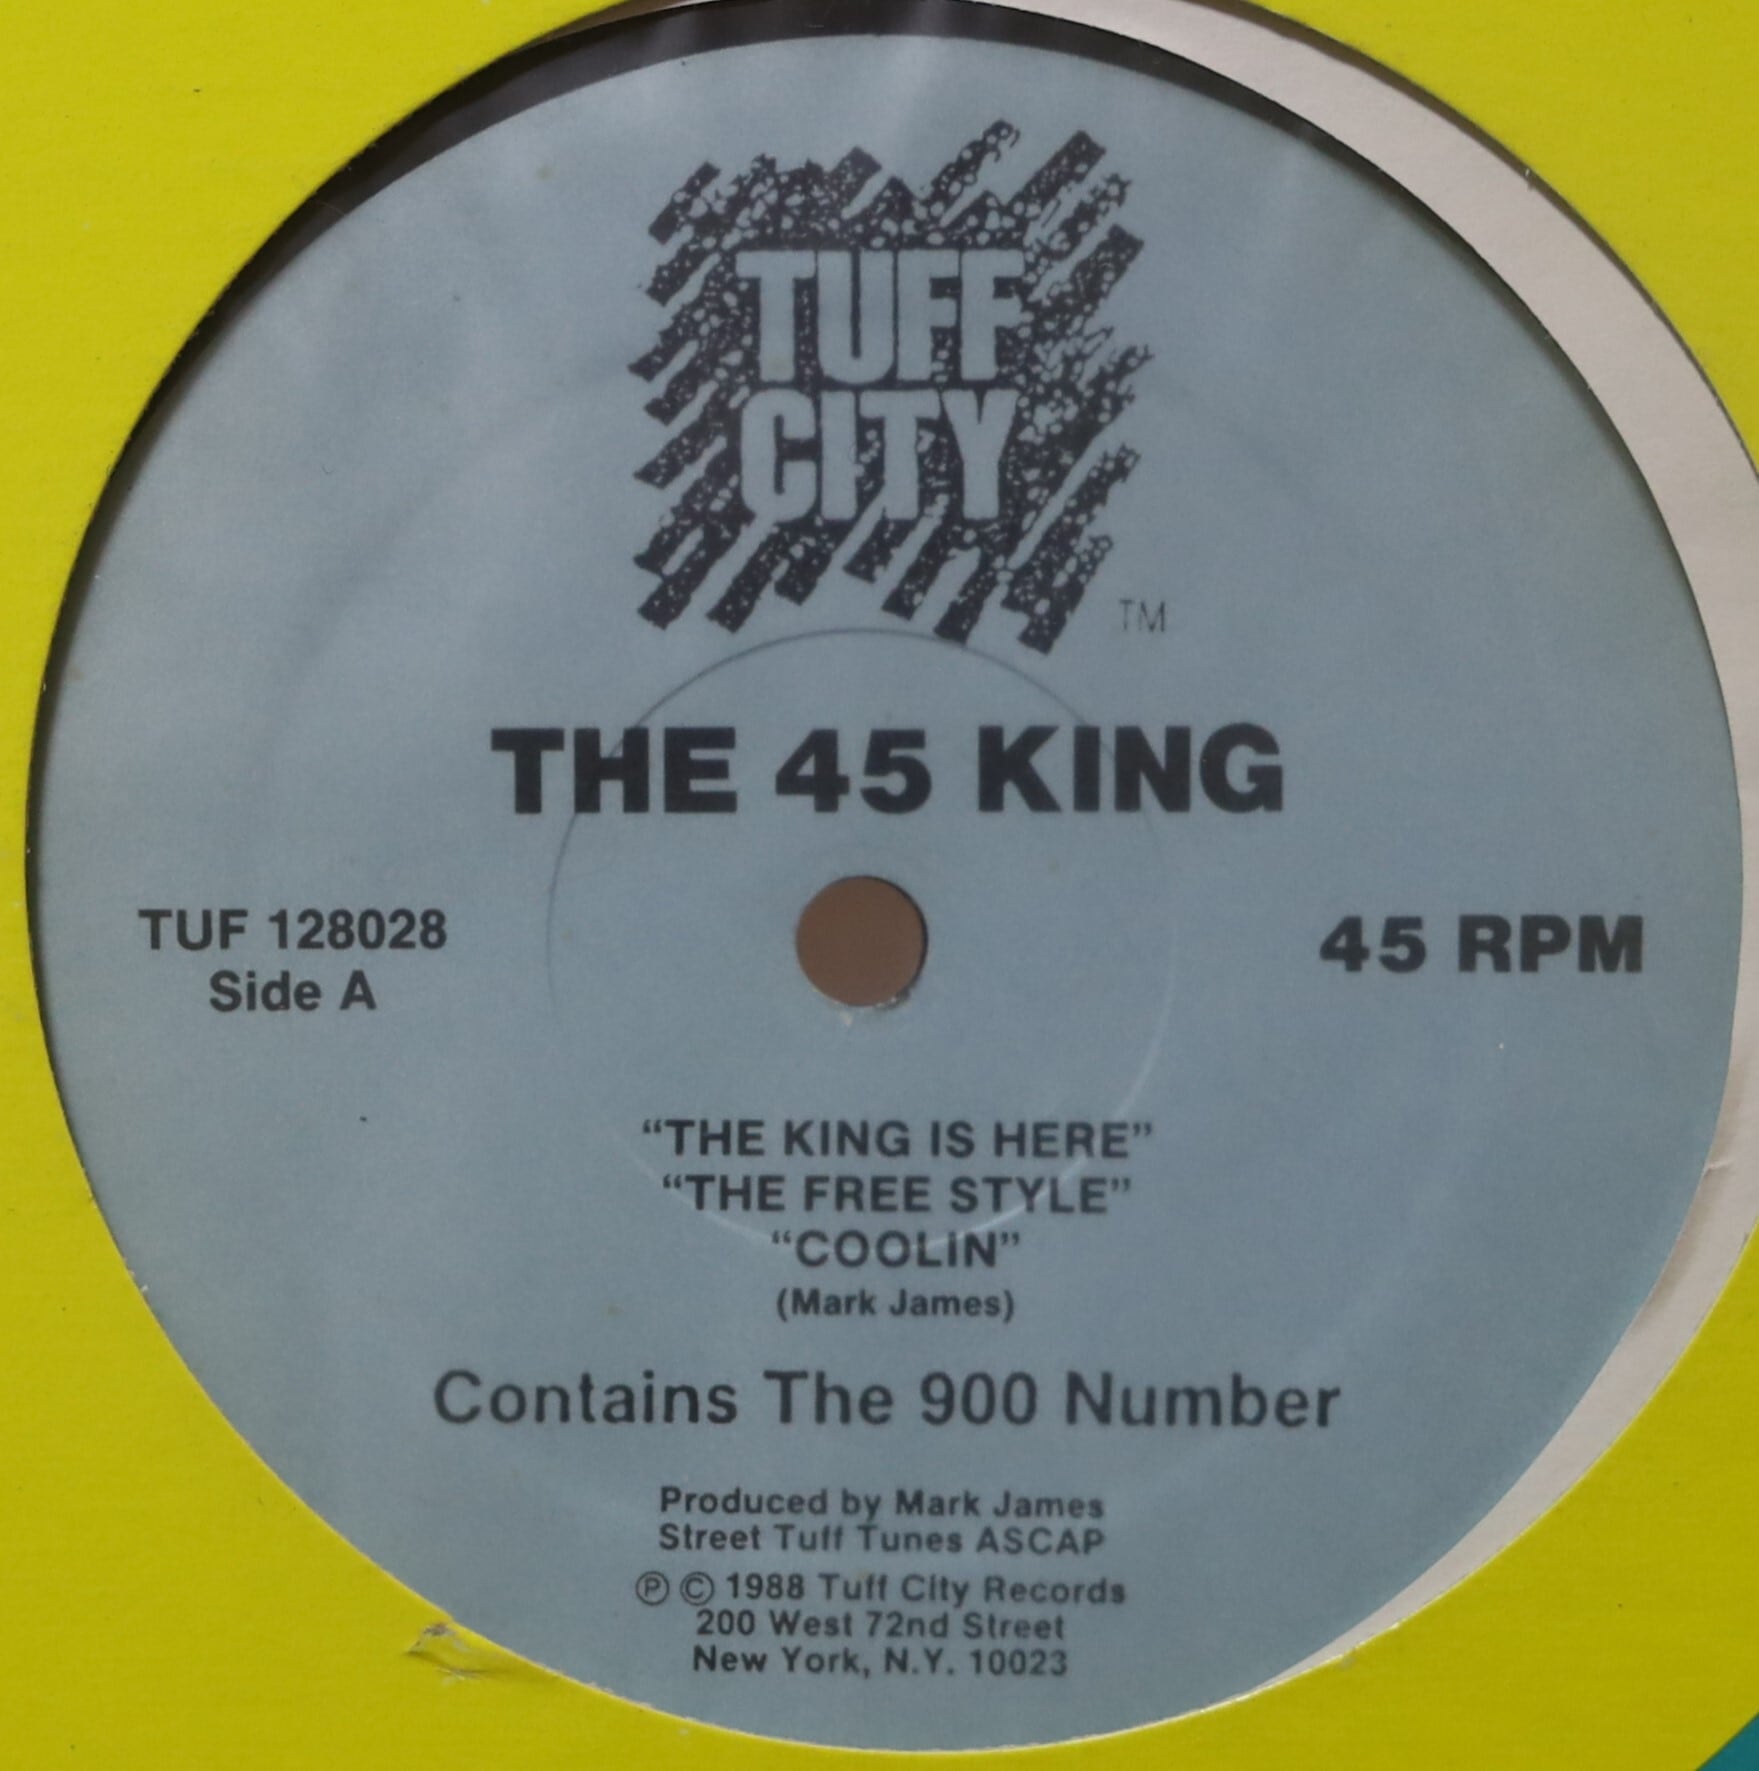 TUFF
CITY
TM
THE 45 KING
TUF 128028
Side A
45 RPM
“THE KING IS HERE”
“THE FREE STYLE”
“COOLIN”
(Mark James)
Contains The 900 Number
Produced by Mark James
Street Tuff Tunes ASCAP
Ⓟ © 1988 Tuff City Records
200 West 72nd Street
New York, N.Y. 10023